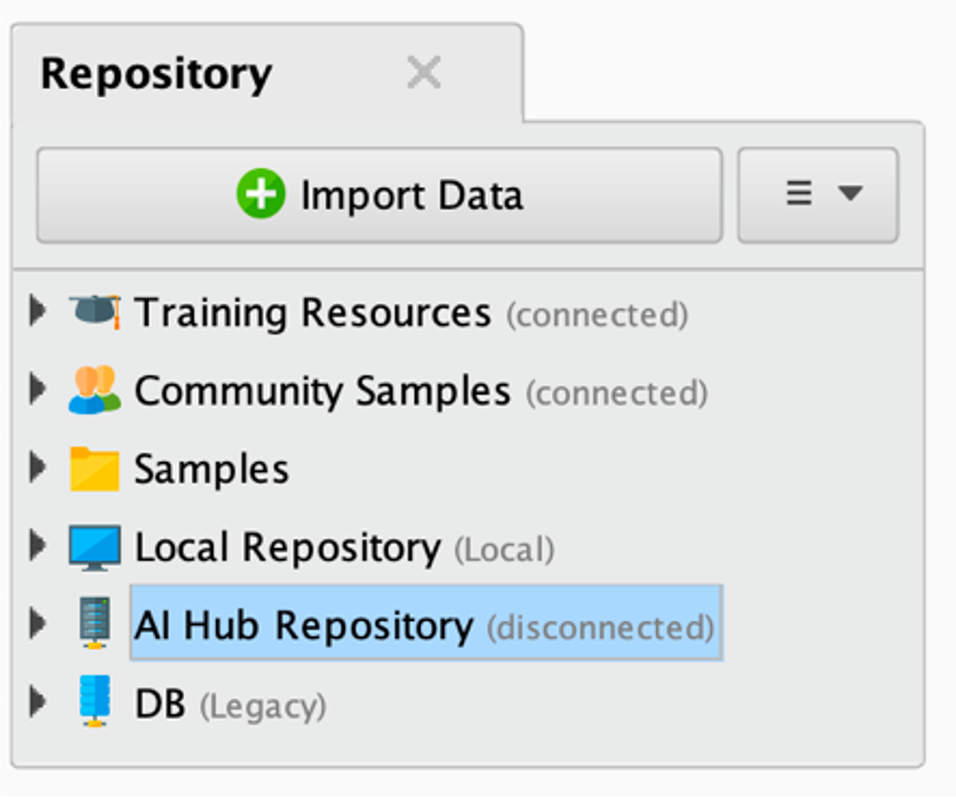 Repository
Import Data
Training Resources (connected)
Community Samples (connected)
Samples
Local Repository (Local)
AI Hub Repository (disconnected)
DB (Legacy)